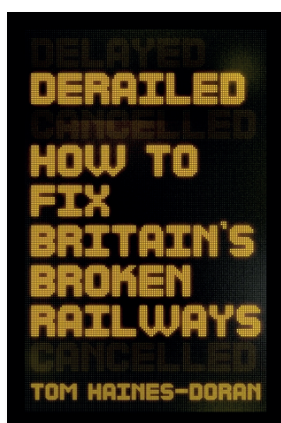 DELAYED
DERAILED
CANCELLED
HOW TO
FIX
BRITAIN'S
BROKEN
RAILWAYS
CANCELLED
TOM HAINES-DORAN